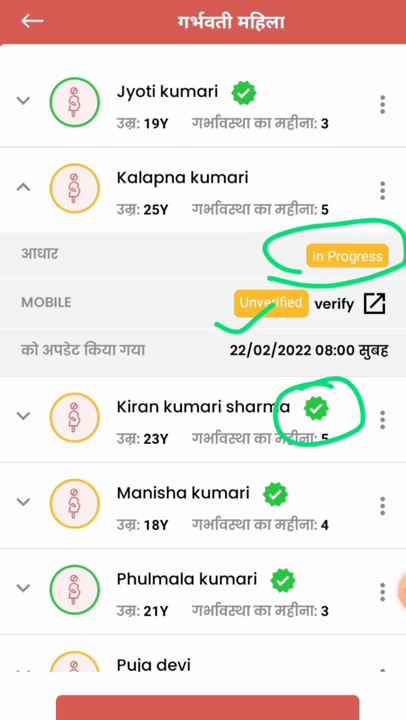 गर्भवती महिला
Jyoti kumari
उम्र: 19Y गर्भावस्था का महीना: 3
Kalapna kumari
उम्र: 25Y गर्भावस्था का महीना: 5
आधार In Progress
MOBILE Unverified verify
को अपडेट किया गया 22/02/2022 08:00 सुबह
Kiran kumari sharma
उम्र: 23Y गर्भावस्था का महीना: 5
Manisha kumari
उम्र: 18Y गर्भावस्था का महीना: 4
Phulmala kumari
उम्र: 21Y गर्भावस्था का महीना: 3
Puja devi